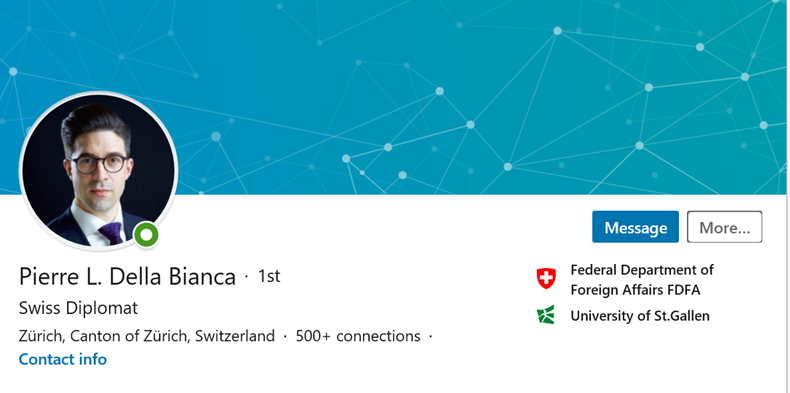 Message
More...
Pierre L. Della Bianca · 1st
Swiss Diplomat
Zürich, Canton of Zürich, Switzerland · 500+ connections ·
Contact info
Federal Department of
Foreign Affairs FDFA
University of St.Gallen